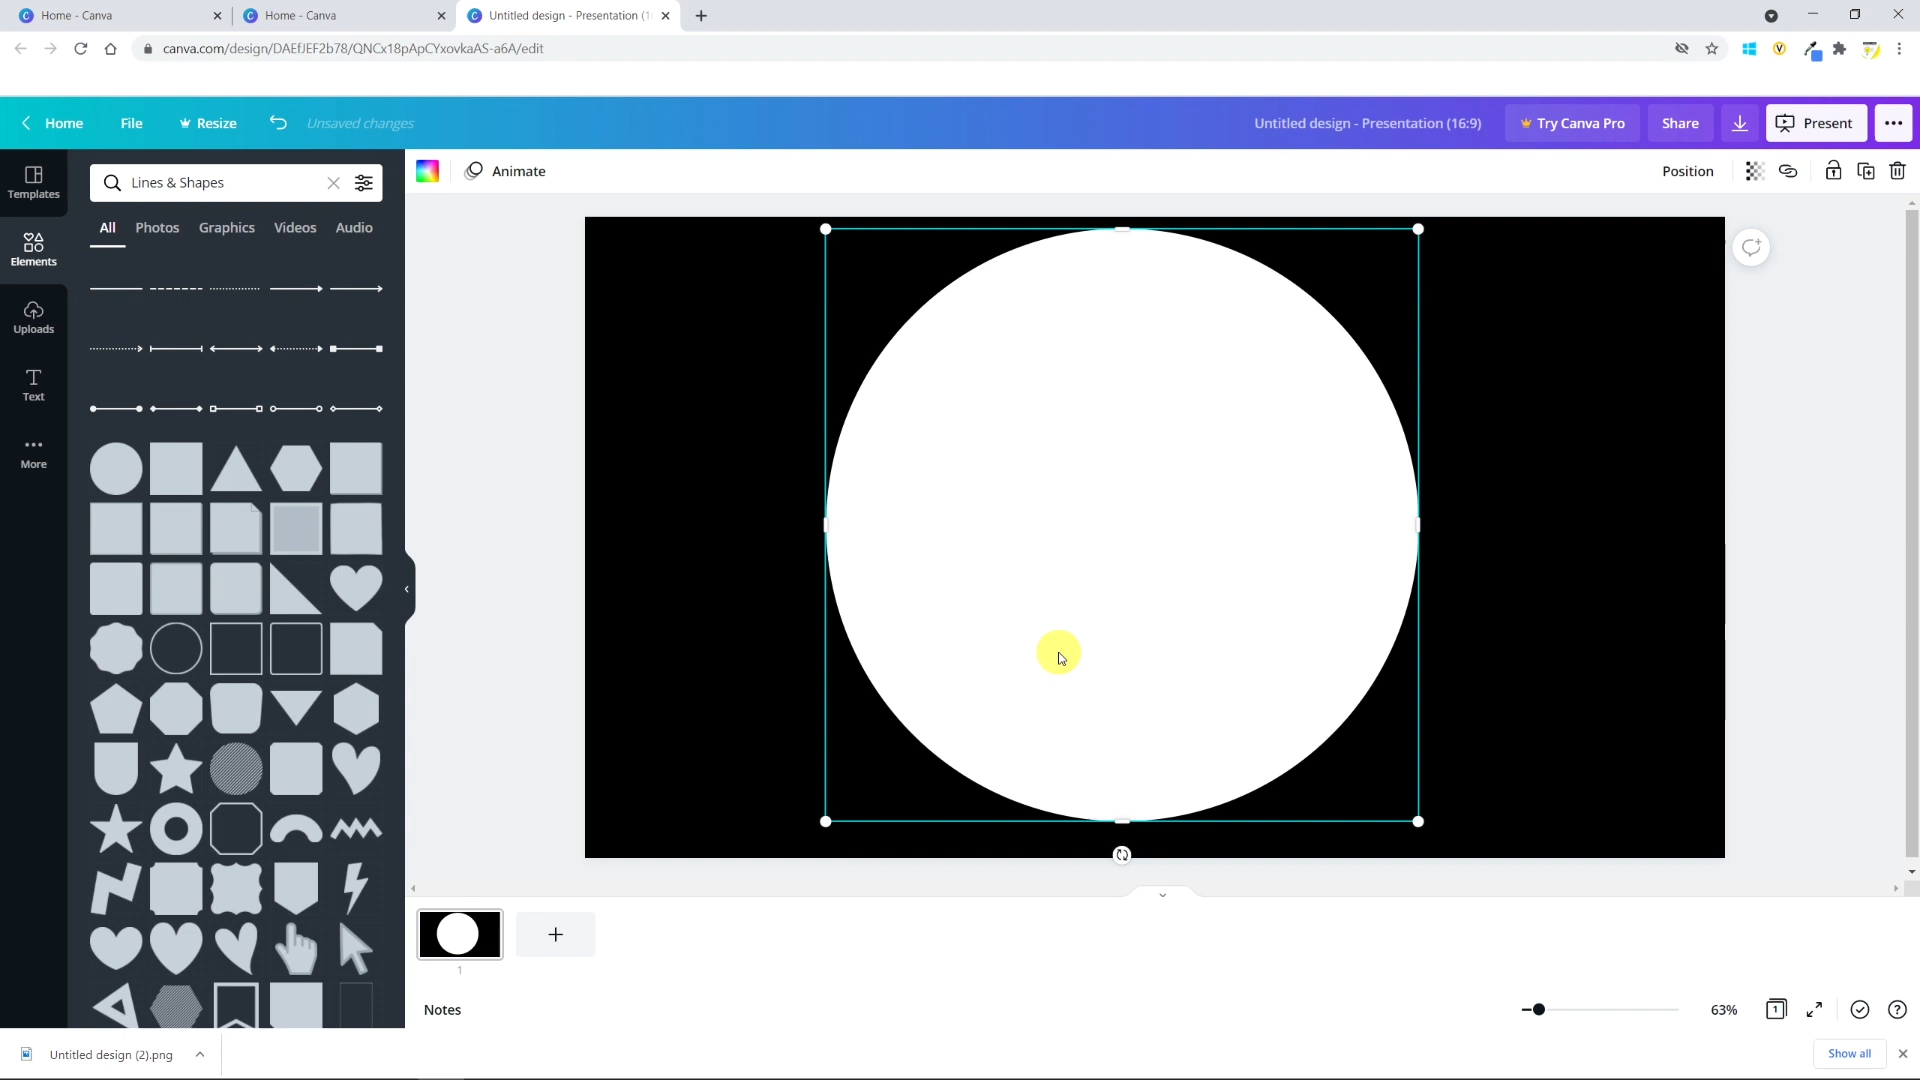 Home - Canva
Home - Canva
Untitled design - Presentation (1
canva.com/design/DAEfJEF2b78/QNCx18pApCYxovkaAS-a6A/edit
Home
File
Resize
Unsaved changes
Untitled design - Presentation (16:9)
Try Canva Pro
Share
Present
Templates
Elements
Uploads
Text
More
Lines & Shapes
All
Photos
Graphics
Videos
Audio
Animate
Position
1
Notes
63%
1
Untitled design (2).png
Show all